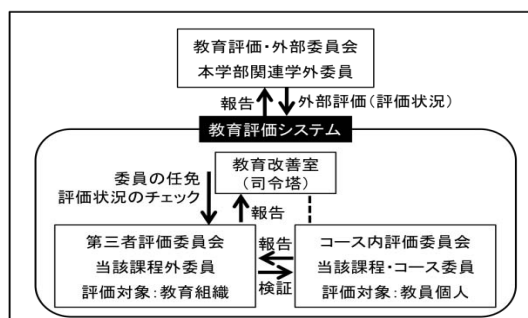 教育評価・外部委員会
本学部関連学外委員
報告
外部評価(評価状況)
教育評価システム
教育改善室
(司令塔)
委員の任免
評価状況のチェック
報告
第三者評価委員会
当該課程外委員
評価対象:教育組織
報告
検証
コース内評価委員会
当該課程・コース委員
評価対象:教員個人